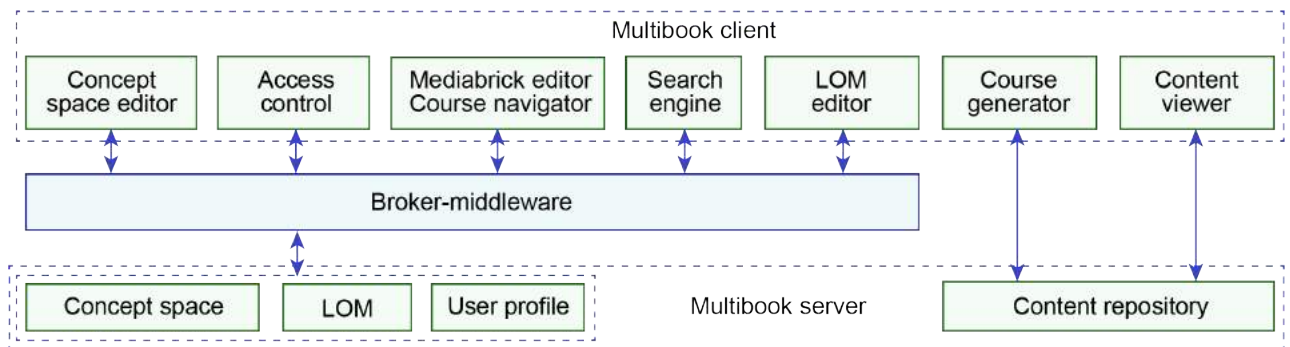 Multibook client
Concept
space editor
Access
control
Mediabrick editor
Course navigator
Search
engine
LOM
editor
Course
generator
Content
viewer
Broker-middleware
Concept space
LOM
User profile
Multibook server
Content repository